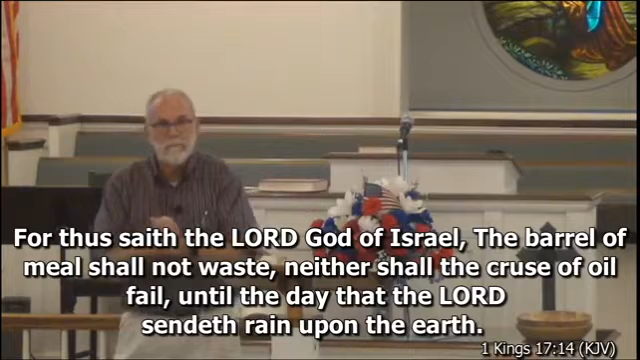 For thus saith the LORD God of Israel, The barrel of
meal shall not waste, neither shall the cruse of oil
fail, until the day that the LORD
sendeth rain upon the earth.
1 Kings 17:14 (KJV)